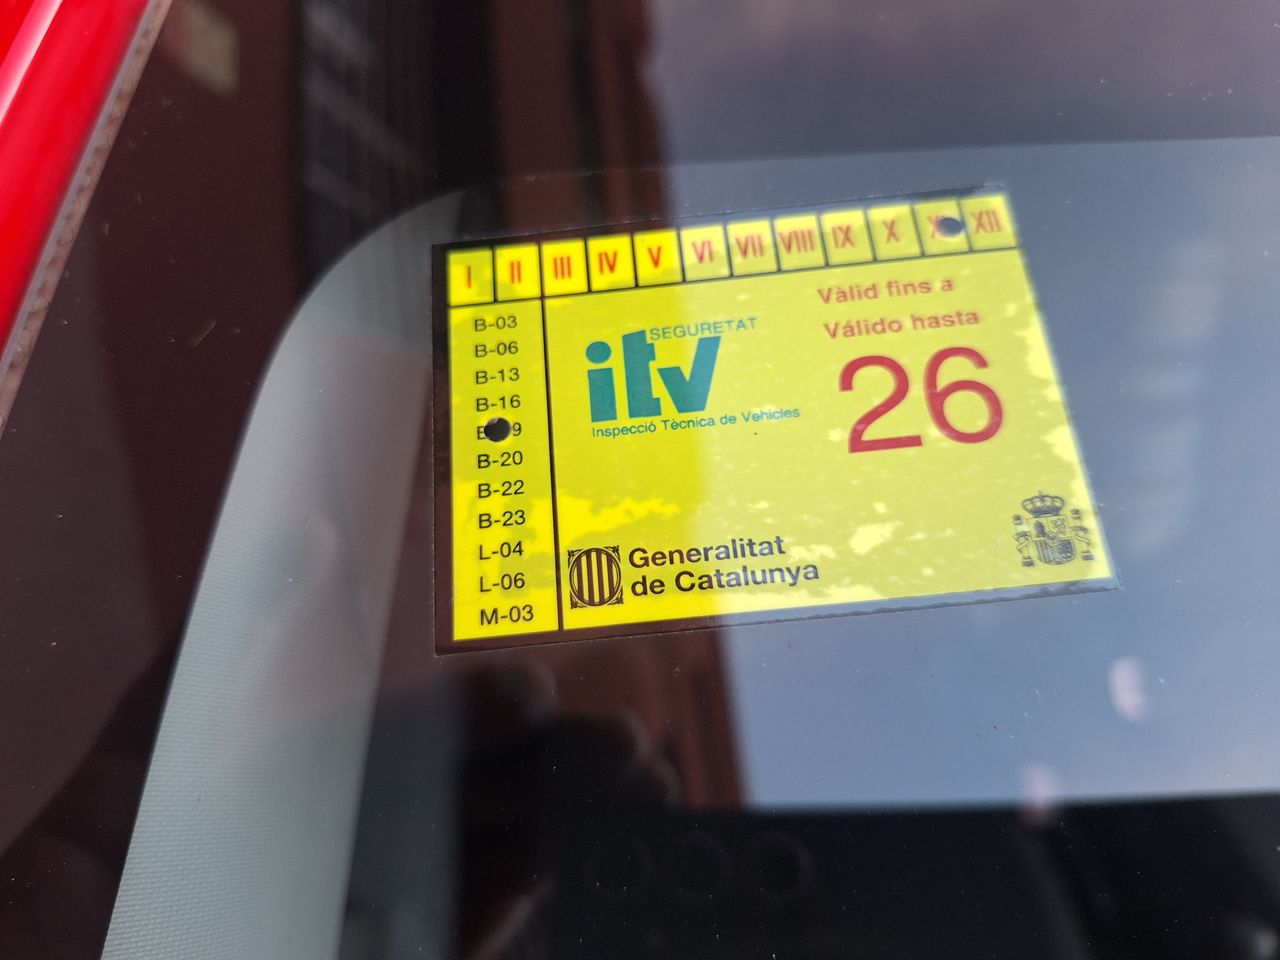 I II III IV V VI VII VIII IX X XII
B-03
B-06
B-13
B-16
B-20
B-22
B-23
L-04
L-06
M-03
SEGURETAT
itv
Inspecció Tècnica de Vehicles
Vàlid fins a
Válido hasta
26
Generalitat
de Catalunya